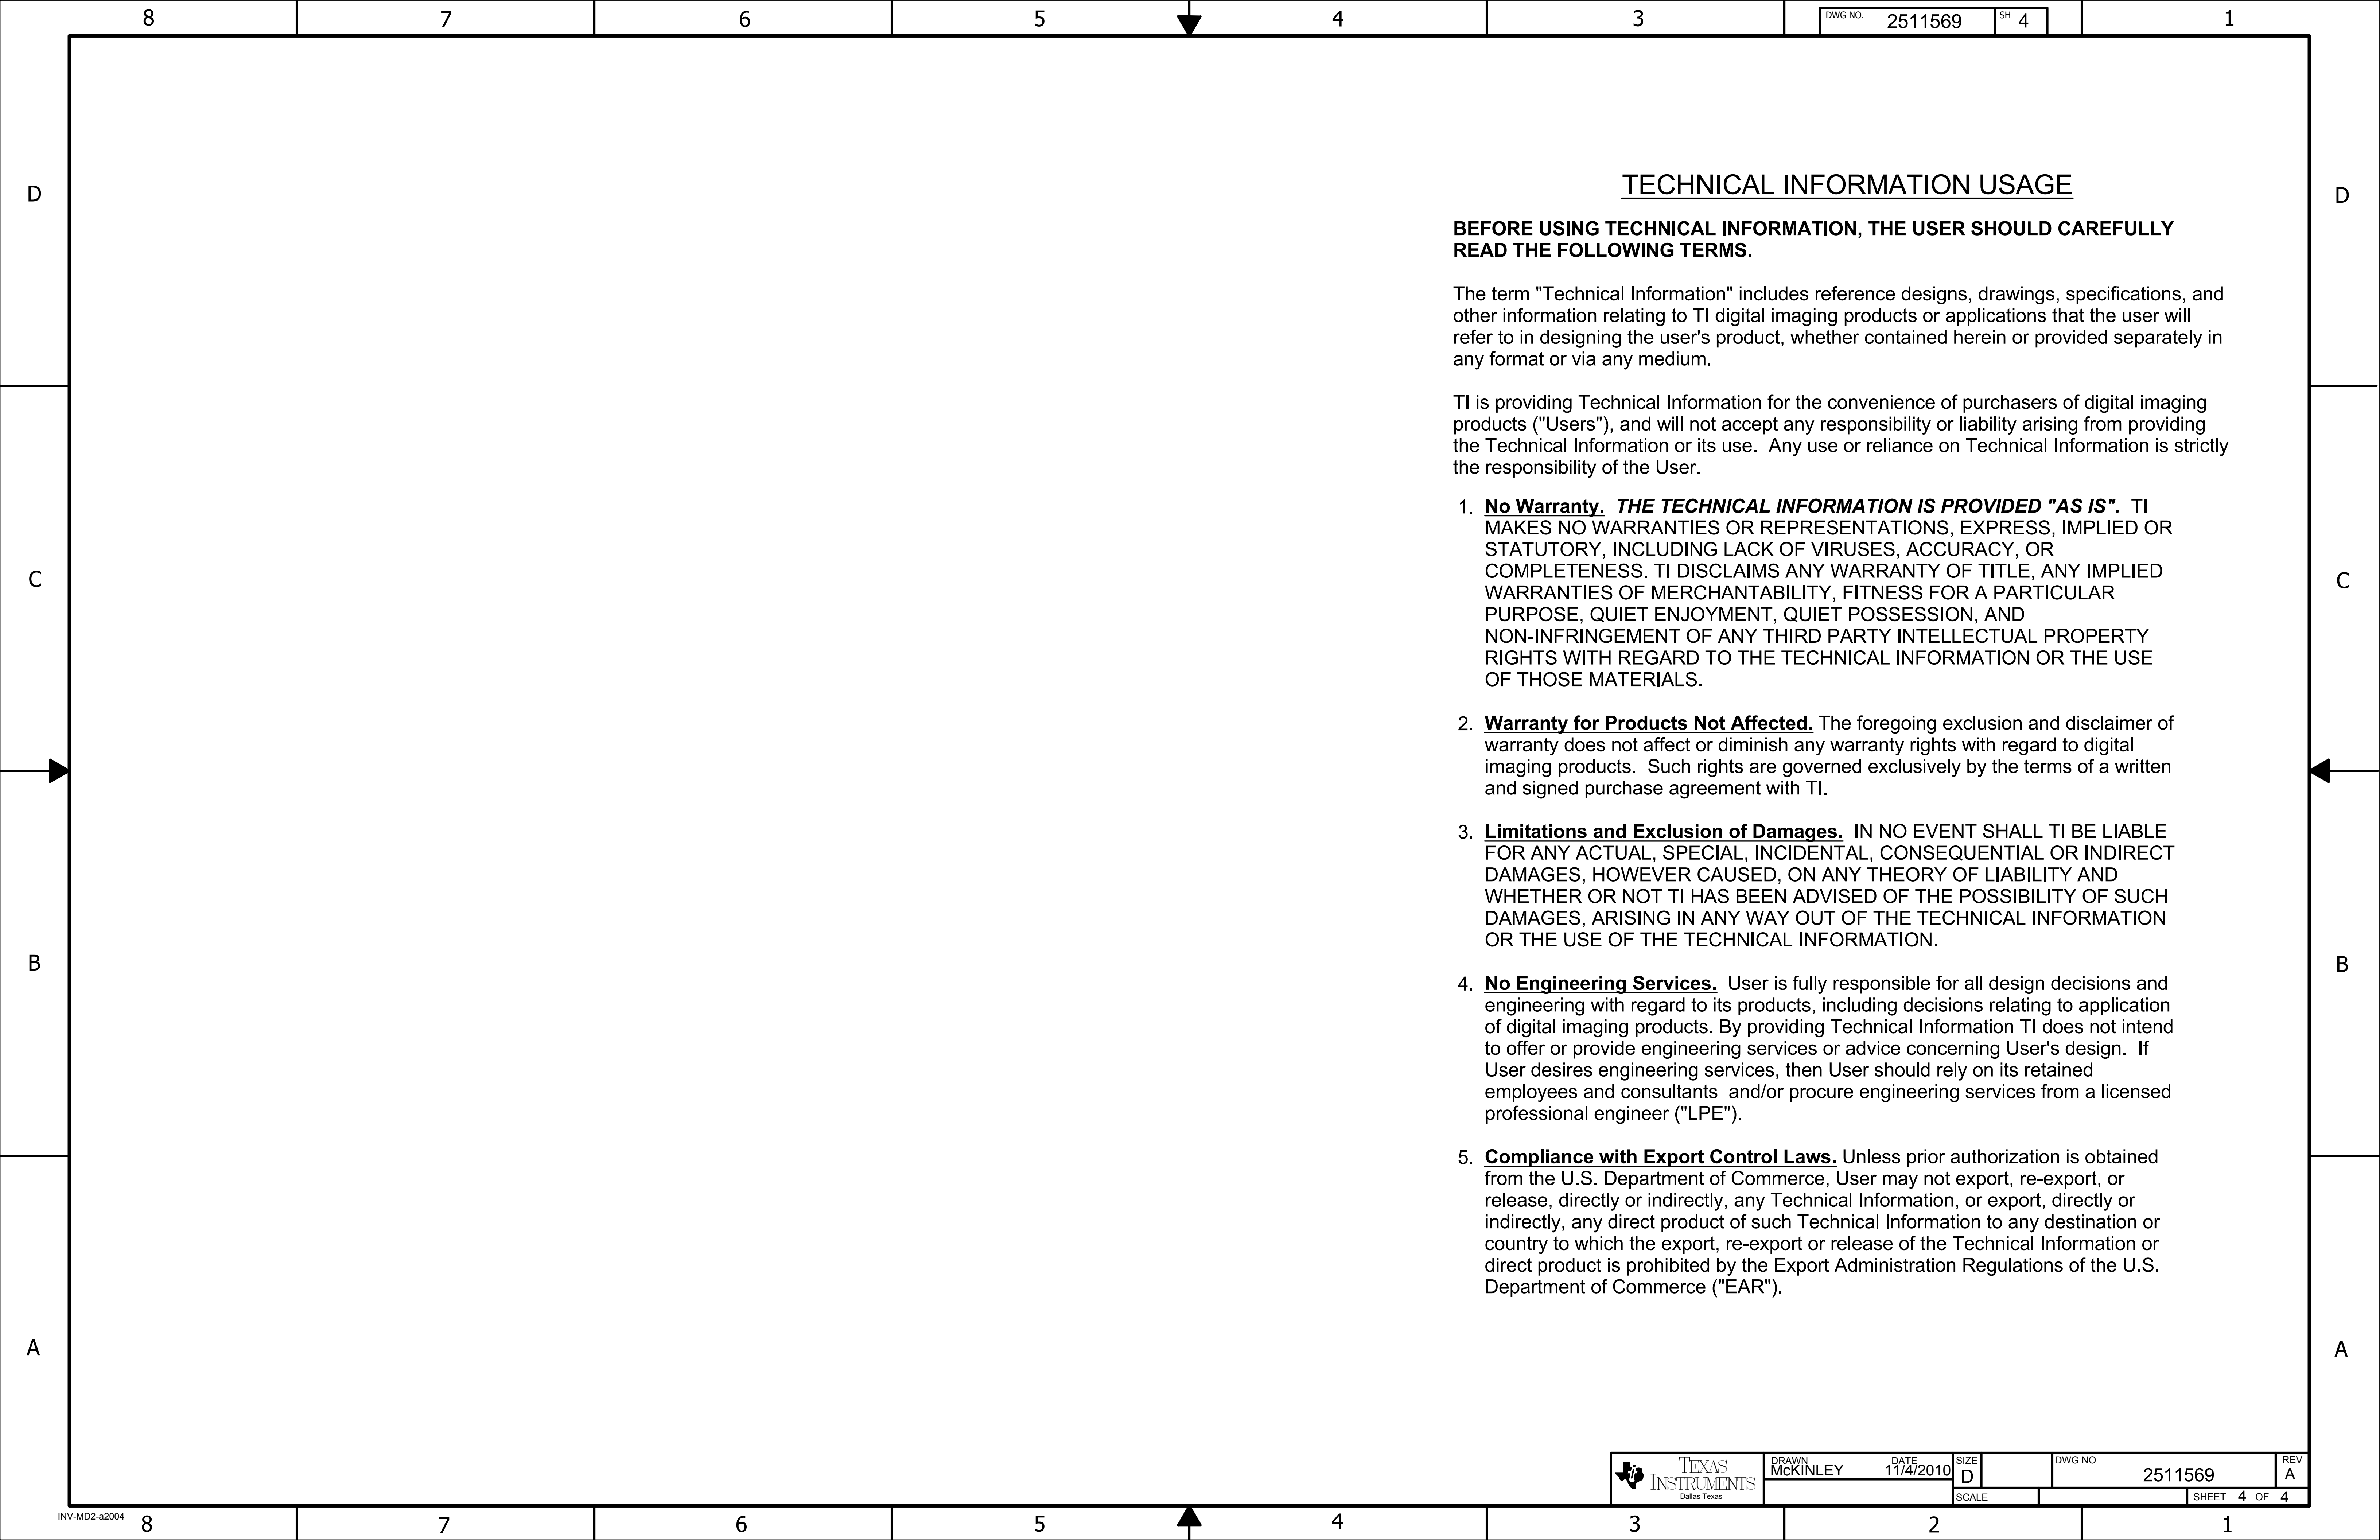 8 7 6 5 4 3 DWG NO. 2511569 SH 4 1
D D
TECHNICAL INFORMATION USAGE
BEFORE USING TECHNICAL INFORMATION, THE USER SHOULD CAREFULLY
READ THE FOLLOWING TERMS.
The term "Technical Information" includes reference designs, drawings, specifications, and
other information relating to TI digital imaging products or applications that the user will
refer to in designing the user's product, whether contained herein or provided separately in
any format or via any medium.
TI is providing Technical Information for the convenience of purchasers of digital imaging
products ("Users"), and will not accept any responsibility or liability arising from providing
the Technical Information or its use.  Any use or reliance on Technical Information is strictly
the responsibility of the User.
1. No Warranty.  THE TECHNICAL INFORMATION IS PROVIDED "AS IS".  TI
MAKES NO WARRANTIES OR REPRESENTATIONS, EXPRESS, IMPLIED OR
STATUTORY, INCLUDING LACK OF VIRUSES, ACCURACY, OR
COMPLETENESS. TI DISCLAIMS ANY WARRANTY OF TITLE, ANY IMPLIED
C C
WARRANTIES OF MERCHANTABILITY, FITNESS FOR A PARTICULAR
PURPOSE, QUIET ENJOYMENT, QUIET POSSESSION, AND
NON-INFRINGEMENT OF ANY THIRD PARTY INTELLECTUAL PROPERTY
RIGHTS WITH REGARD TO THE TECHNICAL INFORMATION OR THE USE
OF THOSE MATERIALS.
2. Warranty for Products Not Affected. The foregoing exclusion and disclaimer of
warranty does not affect or diminish any warranty rights with regard to digital
imaging products.  Such rights are governed exclusively by the terms of a written
and signed purchase agreement with TI.
3. Limitations and Exclusion of Damages.  IN NO EVENT SHALL TI BE LIABLE
FOR ANY ACTUAL, SPECIAL, INCIDENTAL, CONSEQUENTIAL OR INDIRECT
DAMAGES, HOWEVER CAUSED, ON ANY THEORY OF LIABILITY AND
WHETHER OR NOT TI HAS BEEN ADVISED OF THE POSSIBILITY OF SUCH
DAMAGES, ARISING IN ANY WAY OUT OF THE TECHNICAL INFORMATION
OR THE USE OF THE TECHNICAL INFORMATION.
B B
4. No Engineering Services.  User is fully responsible for all design decisions and
engineering with regard to its products, including decisions relating to application
of digital imaging products. By providing Technical Information TI does not intend
to offer or provide engineering services or advice concerning User's design.  If
User desires engineering services, then User should rely on its retained
employees and consultants  and/or procure engineering services from a licensed
professional engineer ("LPE").
5. Compliance with Export Control Laws. Unless prior authorization is obtained
from the U.S. Department of Commerce, User may not export, re-export, or
release, directly or indirectly, any Technical Information, or export, directly or
indirectly, any direct product of such Technical Information to any destination or
country to which the export, re-export or release of the Technical Information or
direct product is prohibited by the Export Administration Regulations of the U.S.
Department of Commerce ("EAR").
A A
TEXAS
INSTRUMENTS
Dallas Texas
DRAWN DATE SIZE DWG NO REV
McKINLEY 11/4/2010 D 2511569 A
SCALE SHEET 4 OF 4
INV-MD2-a2004
8 7 6 5 4 3 2 1